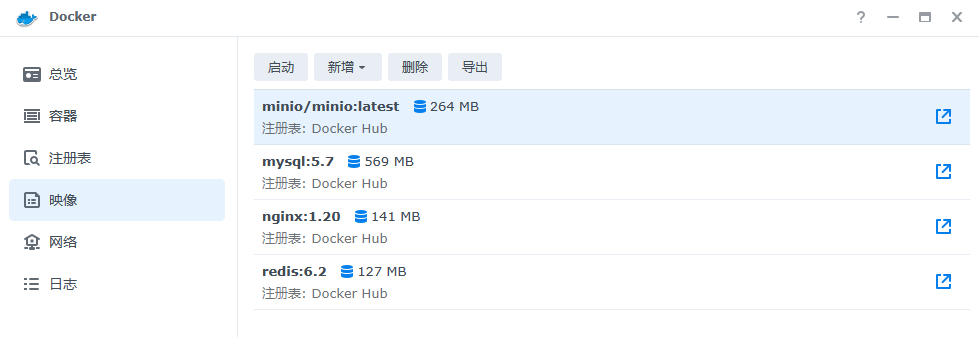 Docker
总览
容器
注册表
映像
网络
日志
启动 新增 删除 导出
minio/minio:latest 264 MB
注册表: Docker Hub
mysql:5.7 569 MB
注册表: Docker Hub
nginx:1.20 141 MB
注册表: Docker Hub
redis:6.2 127 MB
注册表: Docker Hub